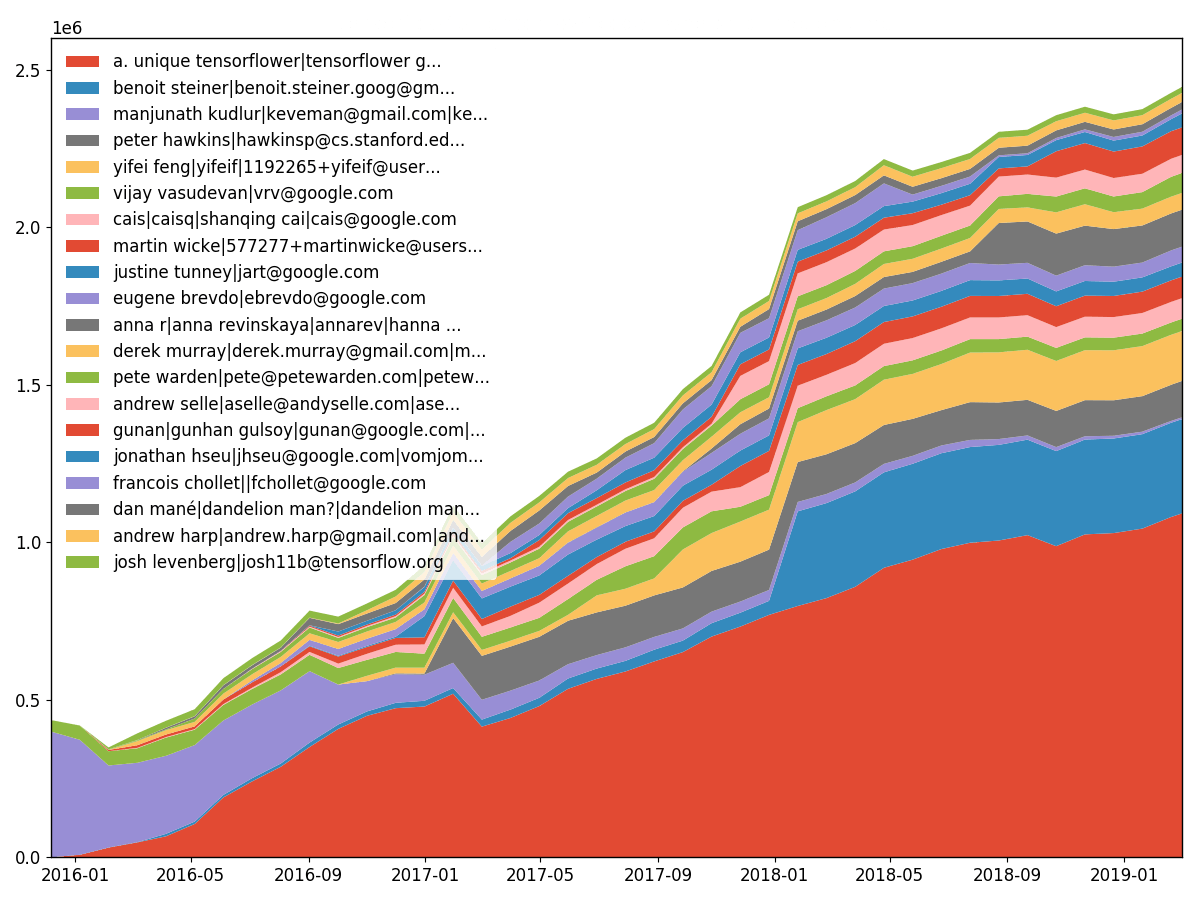 1e6
2.5
2.0
1.5
1.0
0.5
0.0
a. unique tensorflower|tensorflower g...
benoit steiner|benoit.steiner.goog@gm...
manjunath kudlur|keveman@gmail.com|ke...
peter hawkins|hawkinsp@cs.stanford.ed...
yifei feng|yifeif|1192265+yifeif@user...
vijay vasudevan|vrv@google.com
cais|caisq|shanqing cai|cais@google.com
martin wicke|577277+martinwicke@users...
justine tunney|jart@google.com
eugene brevdo|ebrevdo@google.com
anna r|anna revinskaya|annarev|hanna ...
derek murray|derek.murray@gmail.com|m...
pete warden|pete@petewarden.com|petew...
andrew selle|aselle@andyselle.com|ase...
gunan|gunhan gulsoy|gunan@google.com|...
jonathan hseu|jhseu@google.com|vomjom...
francois chollet||fchollet@google.com
dan mané|dandelion man?|dandelion man...
andrew harp|andrew.harp@gmail.com|and...
josh levenberg|josh11b@tensorflow.org
2016-01 2016-05 2016-09 2017-01 2017-05 2017-09 2018-01 2018-05 2018-09 2019-01